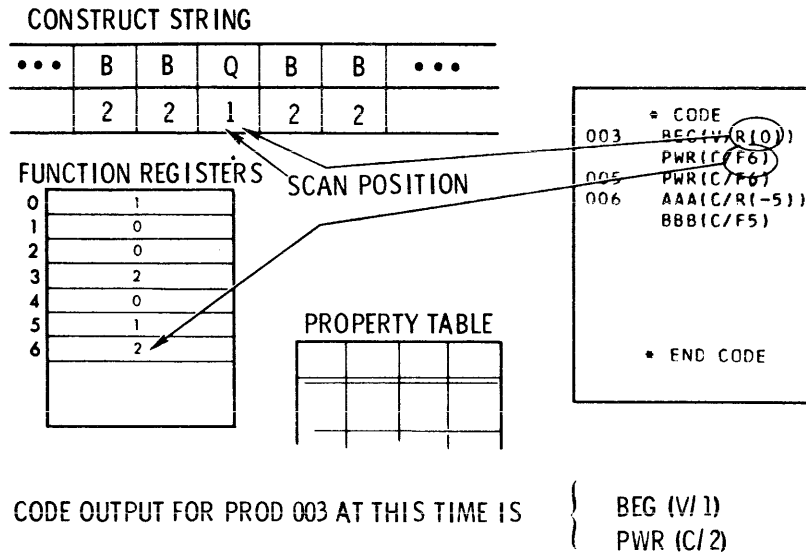 CONSTRUCT STRING
••• B B Q B B •••
2 2 1 2 2
FUNCTION REGISTERS
SCAN POSITION
0 1
1 0
2 0
3 2
4 0
5 1
6 2
PROPERTY TABLE
* CODE
003 BEG(V/R(0))
PWR(C/F6)
005 PWR(C/F6)
006 AAA(C/R(-5))
BBB(C/F5)
* END CODE
CODE OUTPUT FOR PROD 003 AT THIS TIME IS { BEG (V/1)
{ PWR (C/2)